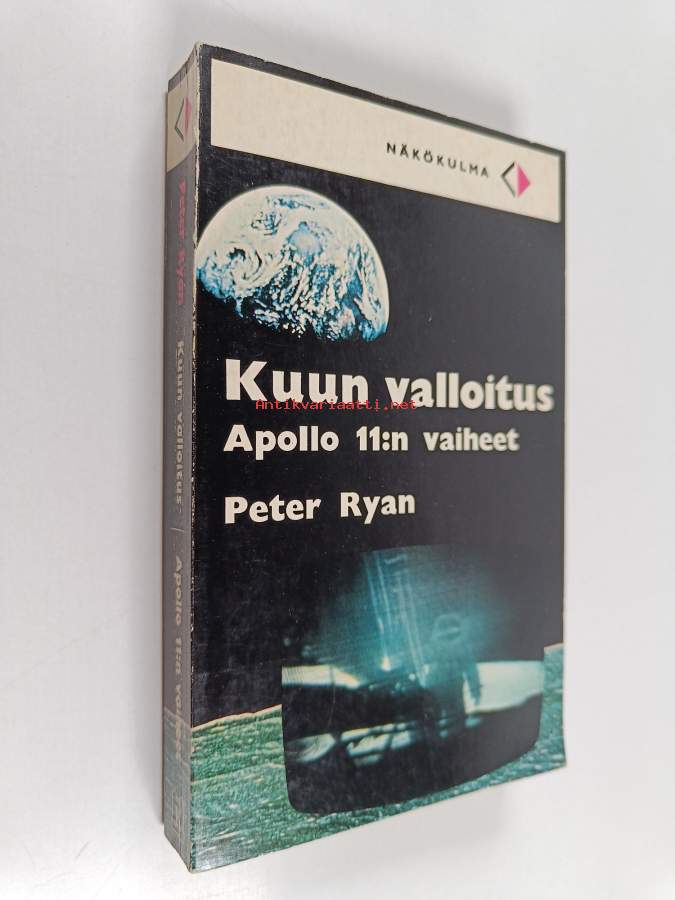 NÄKÖKULMA
Kuun valloitus
Antikvariaatti.net
Apollo 11:n vaiheet
Peter Ryan
Peter Ryan Kuun valloitus | Apollo 11:n vaiheet